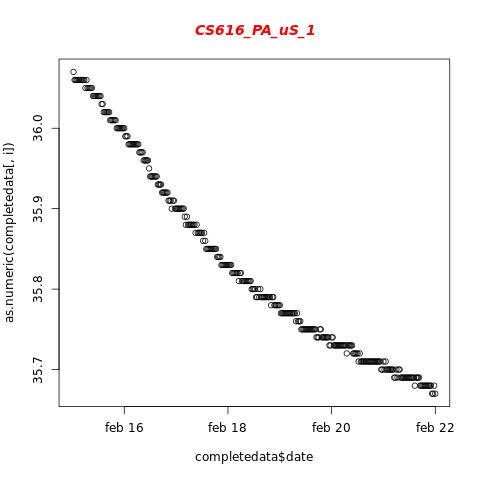 CS616_PA_uS_1
as.numeric(completedata[, i])
36.0
35.9
35.8
35.7
feb 16
feb 18
feb 20
feb 22
completedata$date